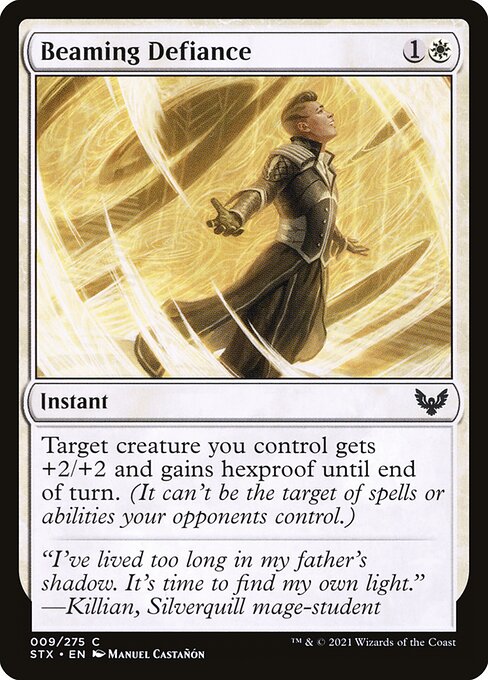 Beaming Defiance 1
Instant
Target creature you control gets
+2/+2 and gains hexproof until end
of turn. (It can't be the target of spells or
abilities your opponents control.)
“I've lived too long in my father's
shadow. It's time to find my own light.”
—Killian, Silverquill mage-student
009/275 C
STX • EN Manuel Castañón
™ & © 2021 Wizards of the Coast